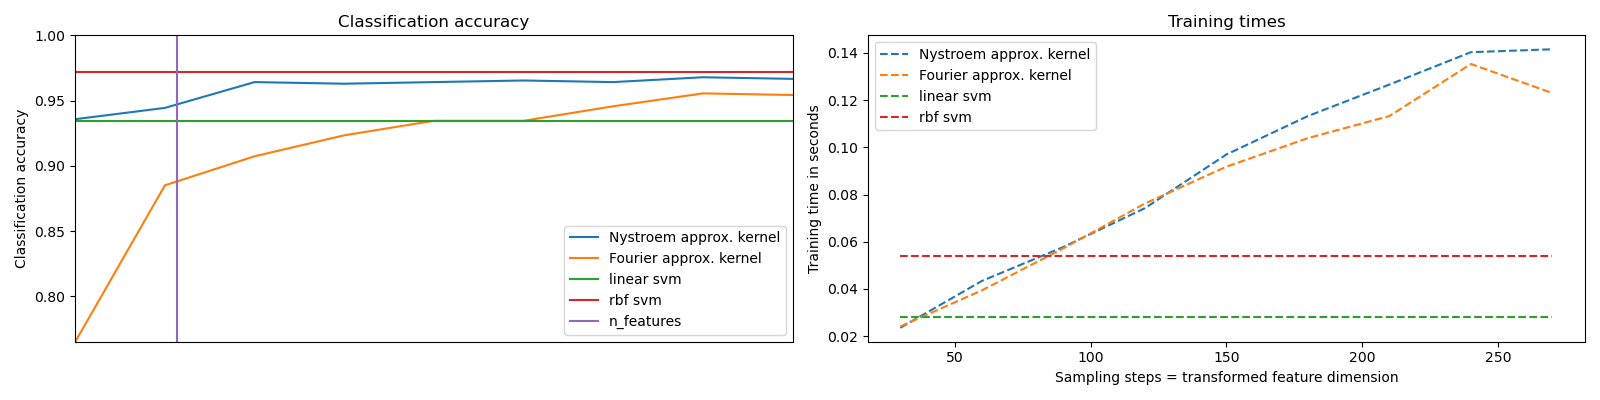 Classification accuracy
Classification accuracy
1.00
0.95
0.90
0.85
0.80
Nystroem approx. kernel
Fourier approx. kernel
linear svm
rbf svm
n_features
Training times
Training time in seconds
0.14
0.12
0.10
0.08
0.06
0.04
0.02
Nystroem approx. kernel
Fourier approx. kernel
linear svm
rbf svm
50 100 150 200 250
Sampling steps = transformed feature dimension